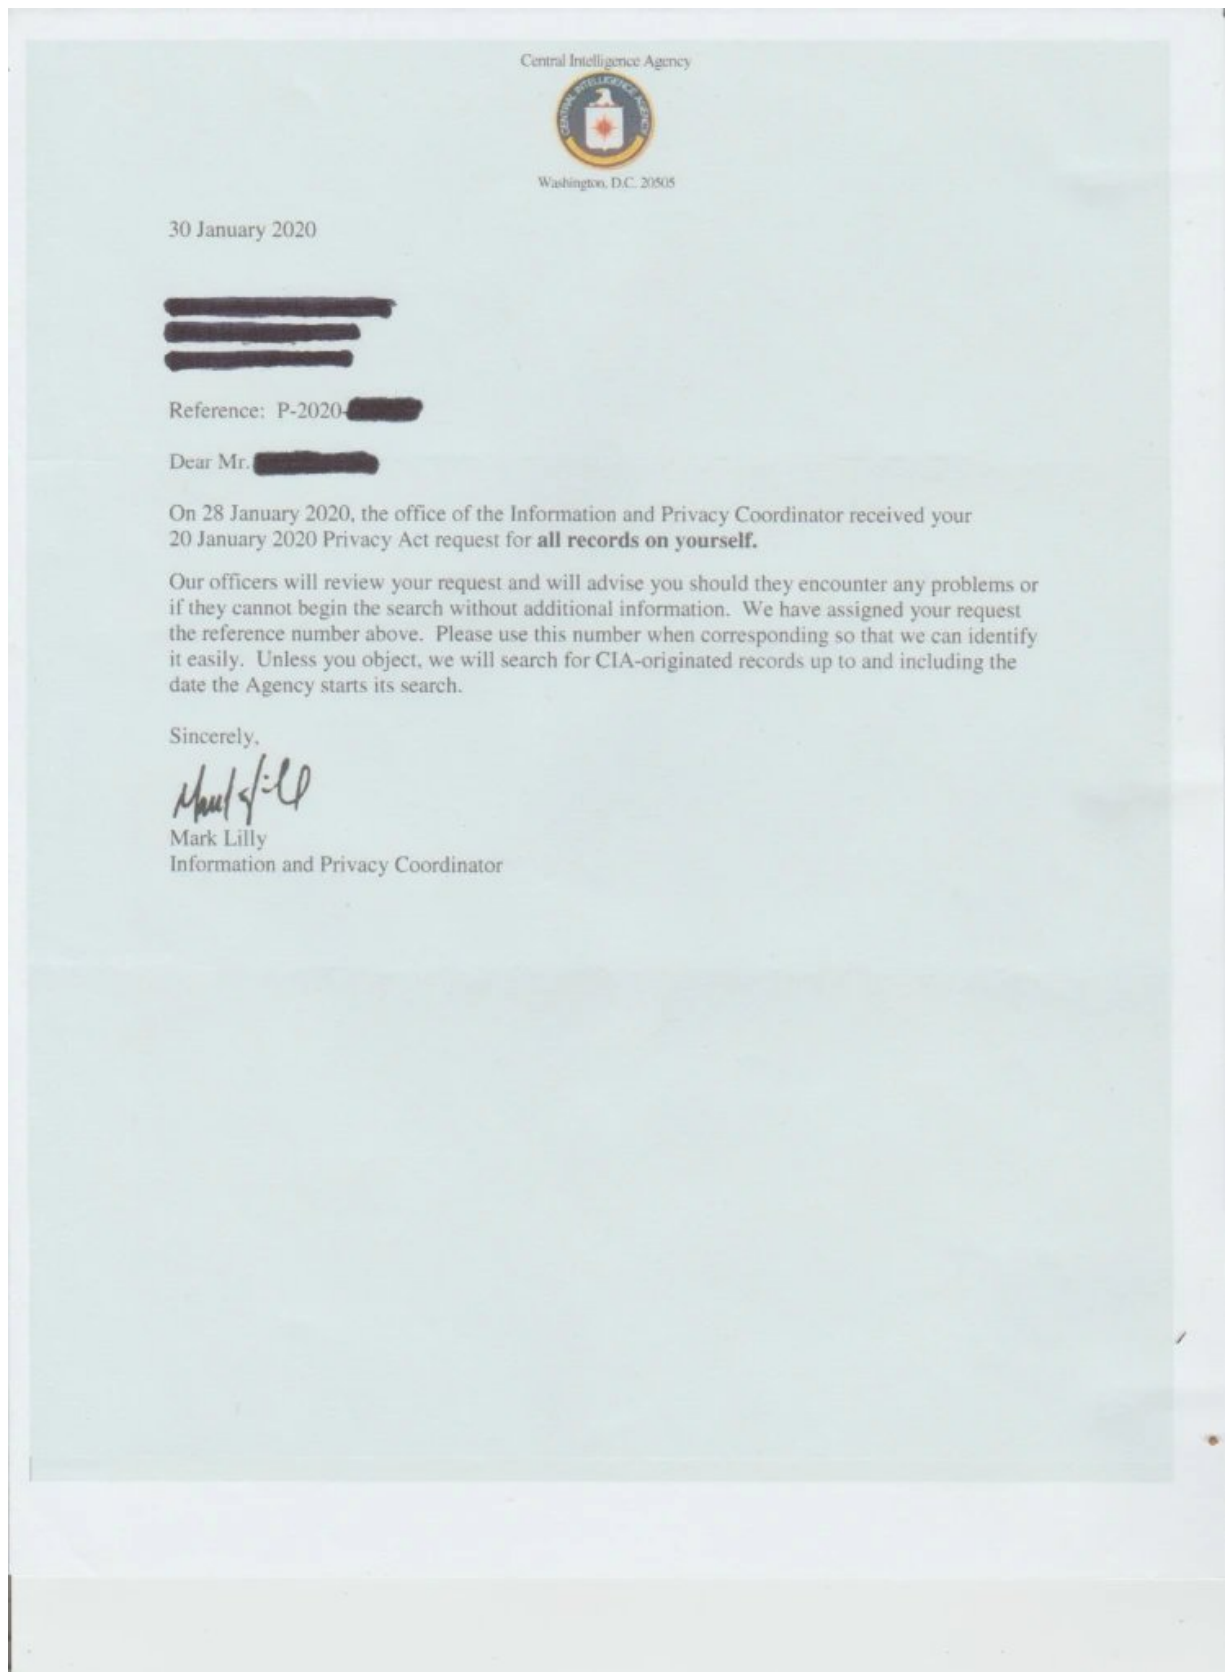 Central Intelligence Agency
CENTRAL INTELLIGENCE AGENCY
Washington, D.C. 20505
30 January 2020
Reference: P-2020-
Dear Mr.
On 28 January 2020, the office of the Information and Privacy Coordinator received your
20 January 2020 Privacy Act request for all records on yourself.
Our officers will review your request and will advise you should they encounter any problems or
if they cannot begin the search without additional information. We have assigned your request
the reference number above. Please use this number when corresponding so that we can identify
it easily. Unless you object, we will search for CIA-originated records up to and including the
date the Agency starts its search.
Sincerely,
Mark Lilly
Information and Privacy Coordinator